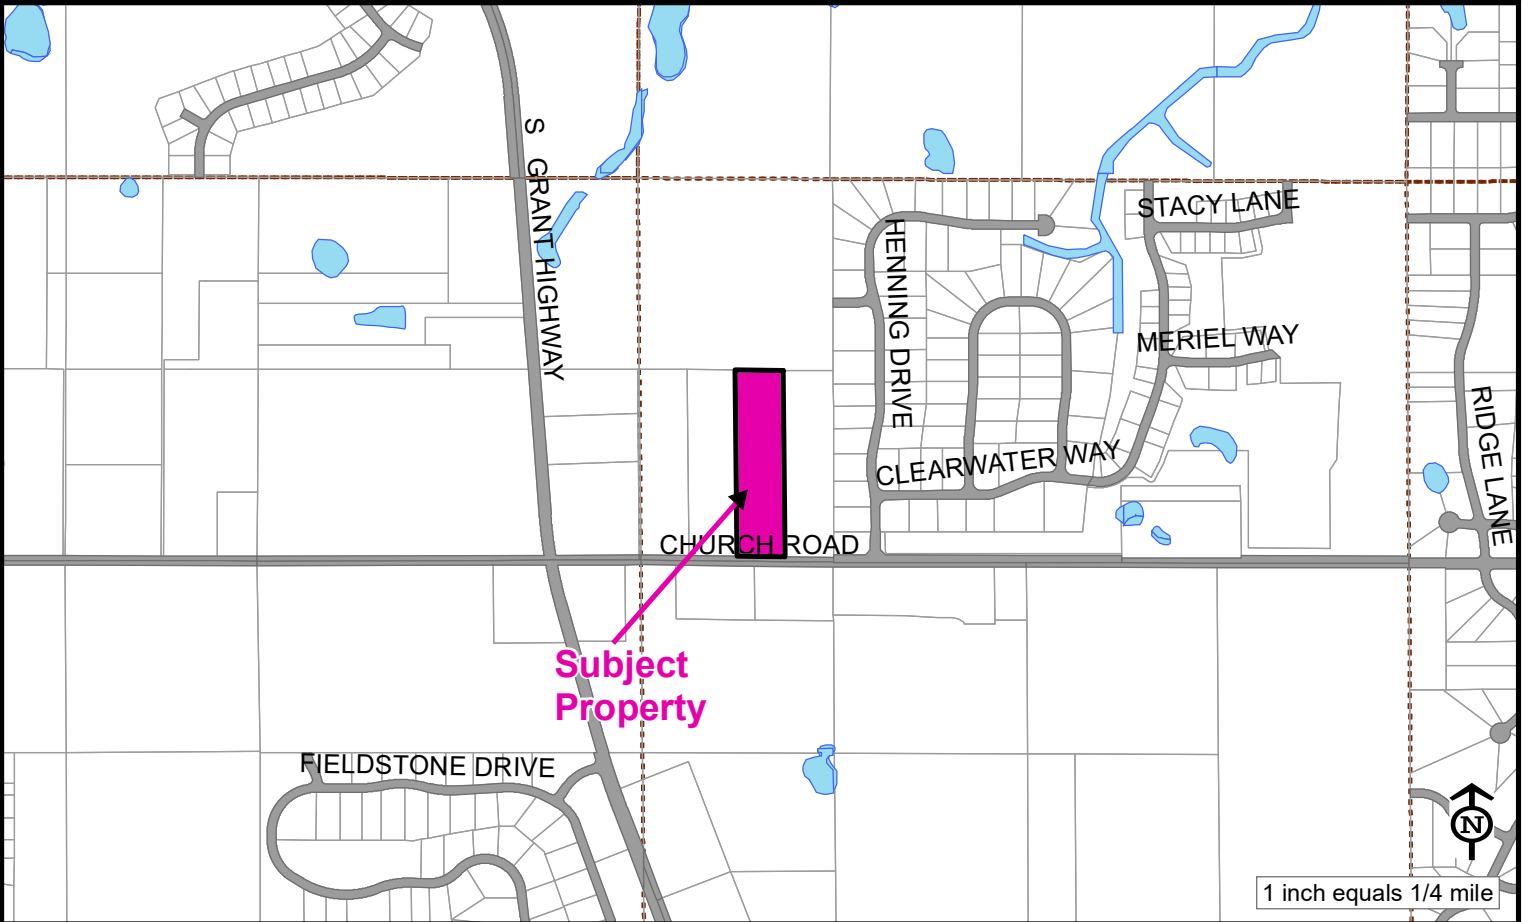 S GRANT HIGHWAY
STACY LANE
HENNING DRIVE
MERIEL WAY
RIDGE LANE
CLEARWATER WAY
CHURCH ROAD
Subject
Property
FIELDSTONE DRIVE
N
1 inch equals 1/4 mile